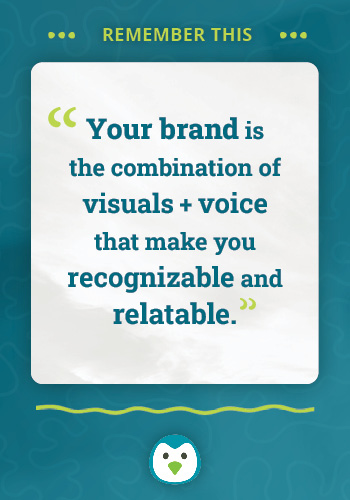 REMEMBER THIS
“Your brand is
the combination of
visuals + voice
that make you
recognizable and
relatable.”